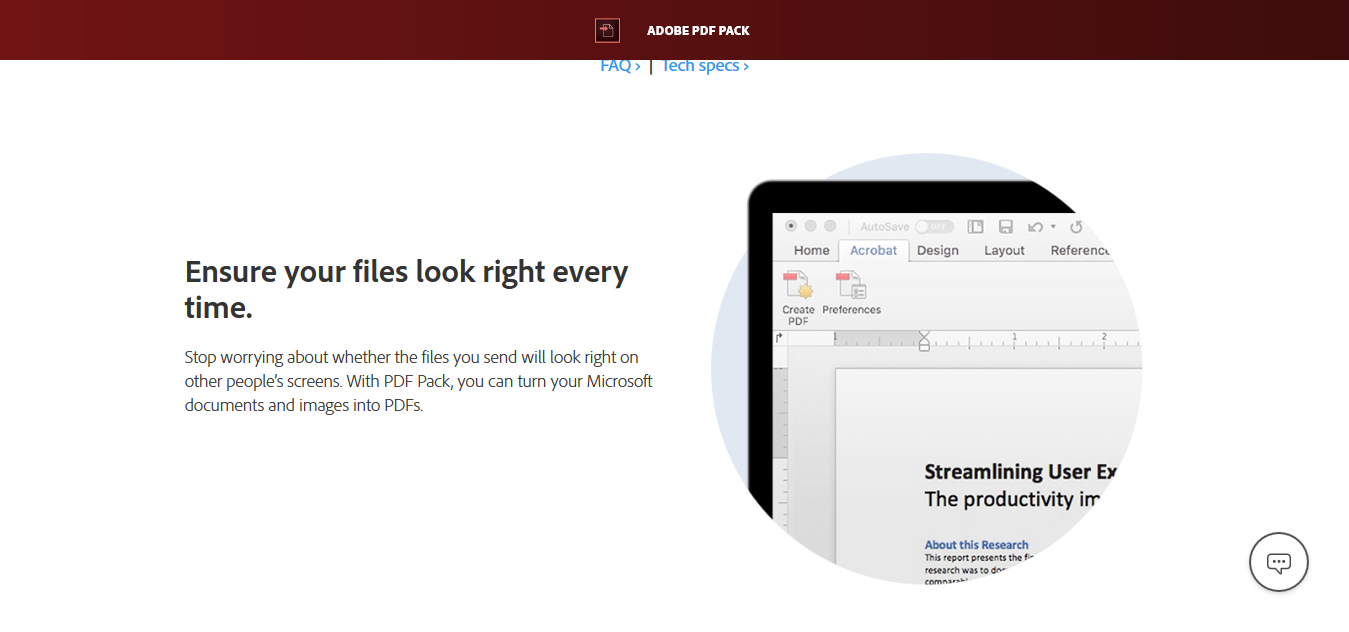 ADOBE PDF PACK
FAQ › | Tech specs ›
Ensure your files look right every
time.
Stop worrying about whether the files you send will look right on
other people’s screens. With PDF Pack, you can turn your Microsoft
documents and images into PDFs.
AutoSave OFF
Home Acrobat Design Layout Referenc
Create
PDF
Preferences
1 1 2
Streamlining User Ex
The productivity im
About this Research
This report presents the fi
research was to do